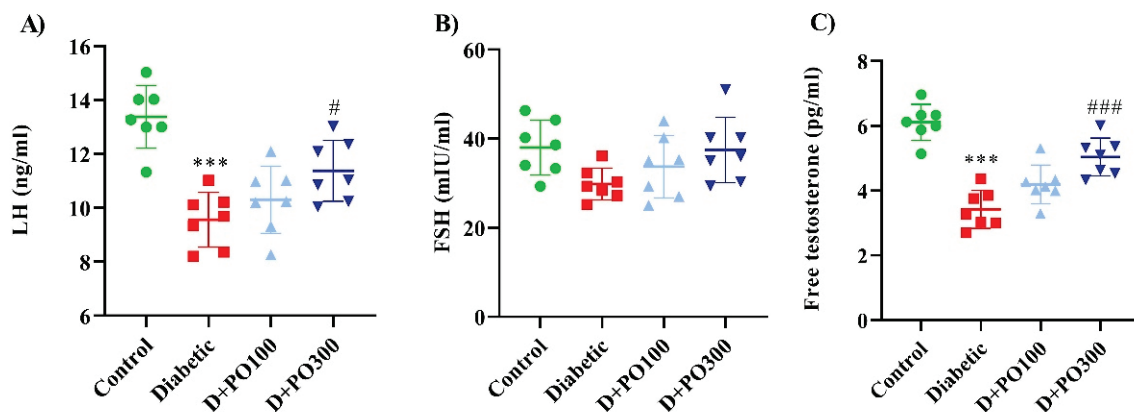 A)
LH (ng/ml)
16
14
12
10
8
6
***
#
Control
Diabetic
D+PO100
D+PO300
B)
FSH (mIU/ml)
60
40
20
0
Control
Diabetic
D+PO100
D+PO300
C)
Free testosterone (pg/ml)
8
6
4
2
0
***
###
Control
Diabetic
D+PO100
D+PO300